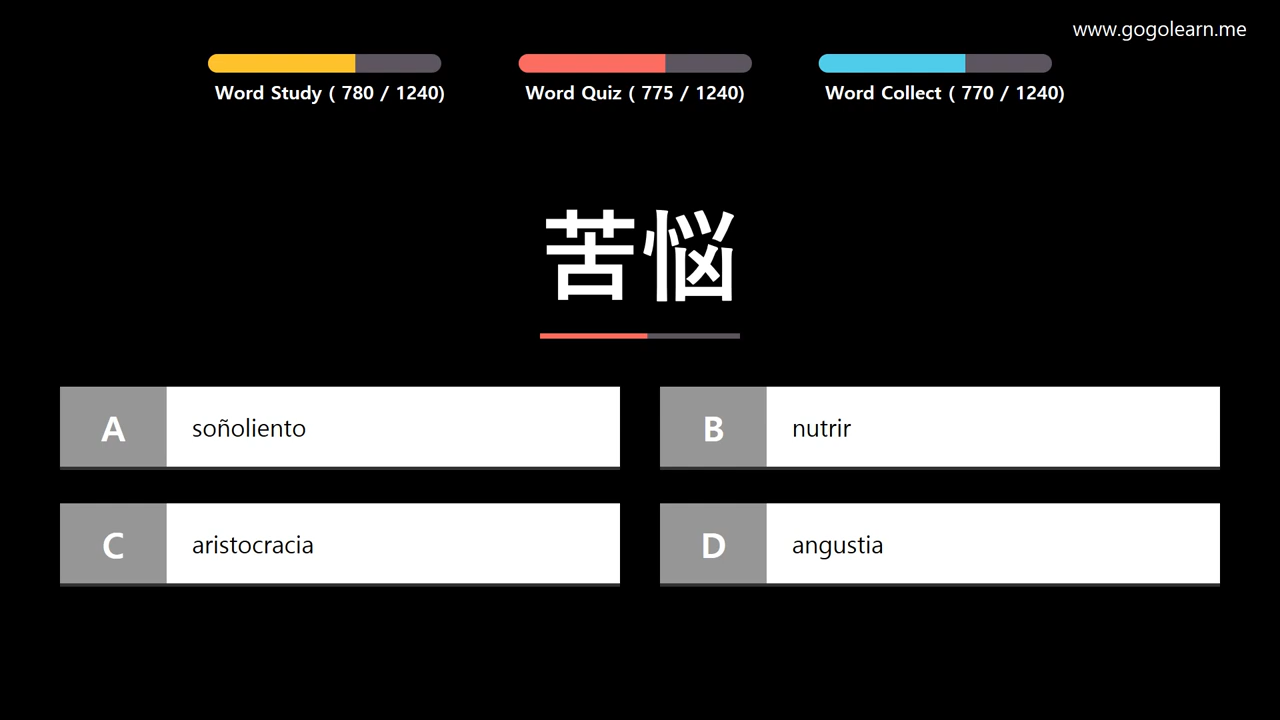 www.gogolearn.me
Word Study ( 780 / 1240)
Word Quiz ( 775 / 1240)
Word Collect ( 770 / 1240)
苦悩
A
soñoliento
B
nutrir
C
aristocracia
D
angustia